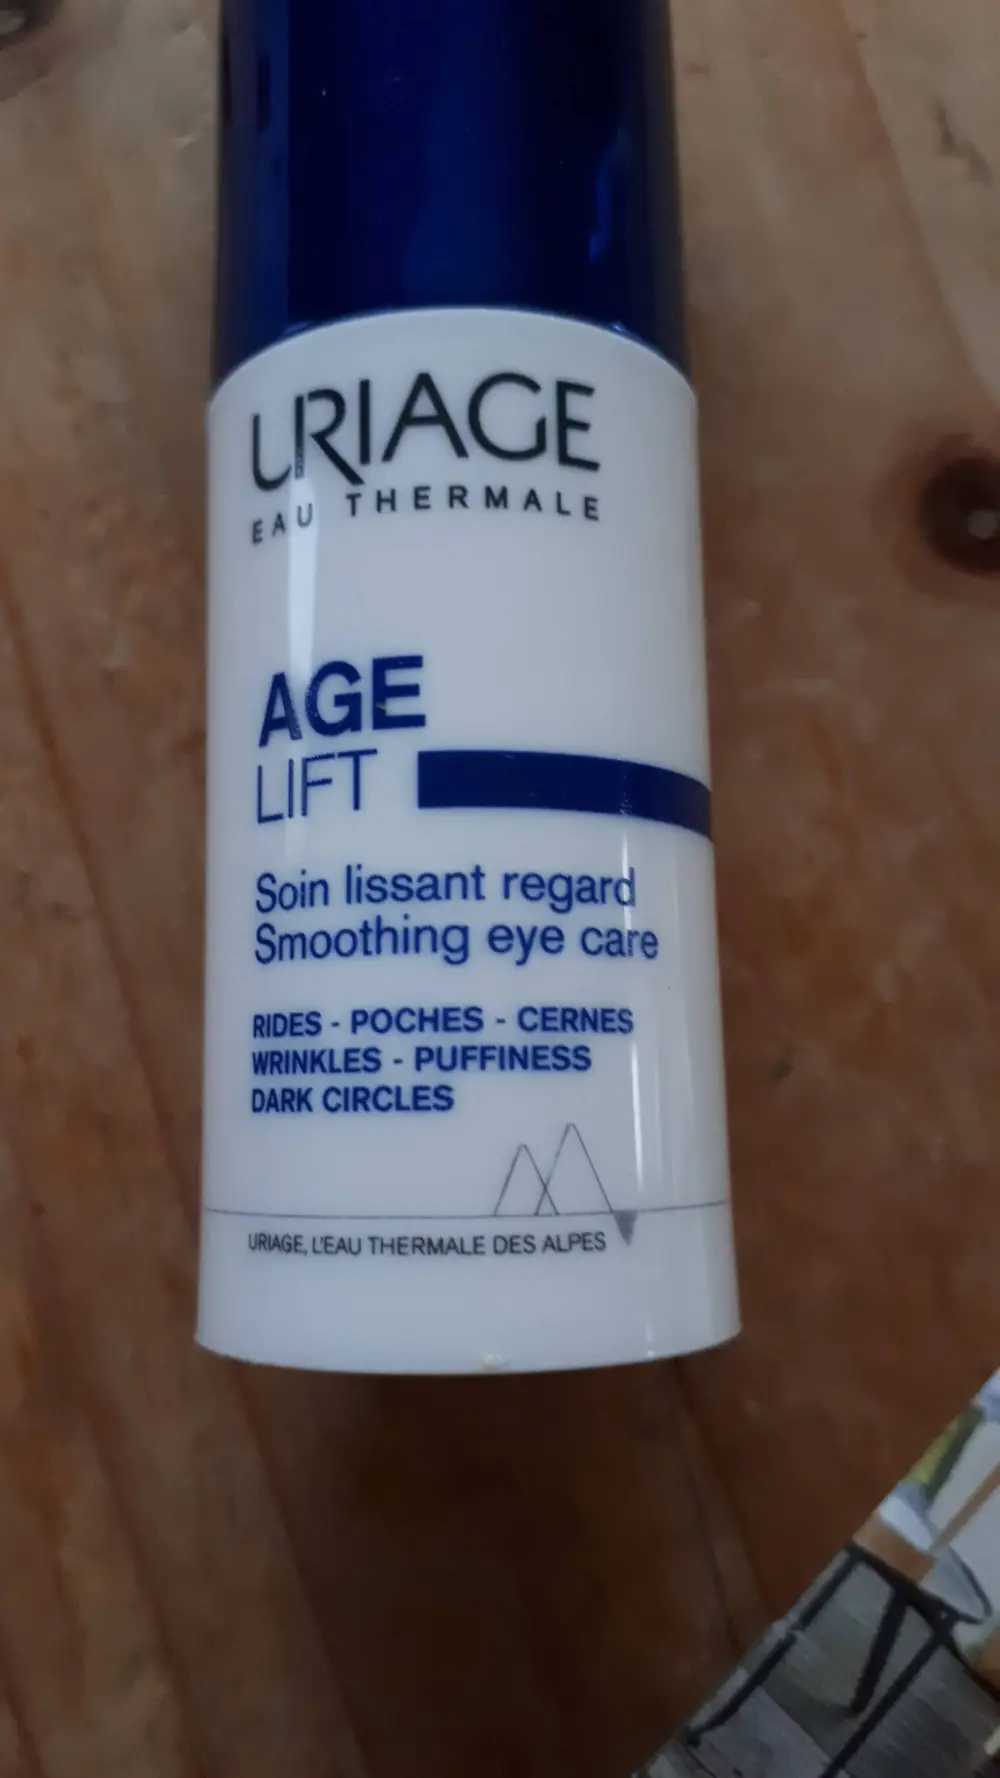 URIAGE
EAU THERMALE
AGE
LIFT
Soin lissant regard
Smoothing eye care
RIDES - POCHES - CERNES
WRINKLES - PUFFINESS
DARK CIRCLES
URIAGE, L'EAU THERMALE DES ALPES